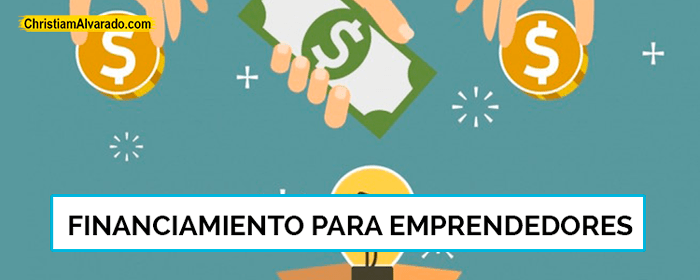 ChristiamAlvarado.com
$ $ $
FINANCIAMIENTO PARA EMPRENDEDORES